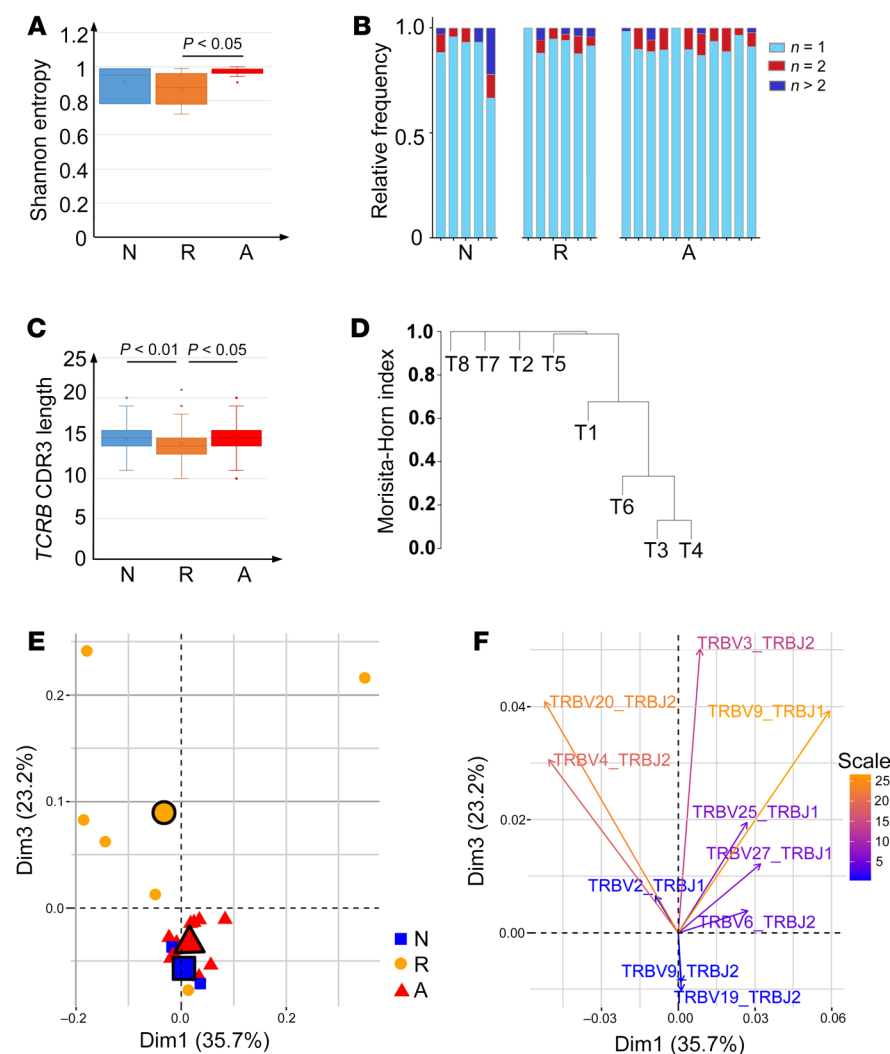 A
Shannon entropy
1.2
1
0.8
0.6
0.4
0.2
0
P < 0.05
N R A
B
Relative frequency
1.0
0.5
0
N R A
n = 1
n = 2
n > 2
C
TCRB CDR3 length
25
20
15
10
5
0
P < 0.01 P < 0.05
N R A
D
Morisita-Horn index
1.0
0.8
0.6
0.4
0.2
0.0
T8 T7 T2 T5
T1
T6
T3 T4
E
Dim3 (23.2%)
0.2
0.1
0.0
−0.2 0.0 0.2
Dim1 (35.7%)
N
R
A
F
Dim3 (23.2%)
0.04
0.02
0.00
TRBV3_TRBJ2
TRBV20_TRBJ2
TRBV9_TRBJ1
TRBV4_TRBJ2
TRBV25_TRBJ1
TRBV27_TRBJ1
TRBV2_TRBJ1
TRBV6_TRBJ2
TRBV9_TRBJ2
TRBV19_TRBJ2
−0.03 0.00 0.03 0.06
Dim1 (35.7%)
Scale
25
20
15
10
5